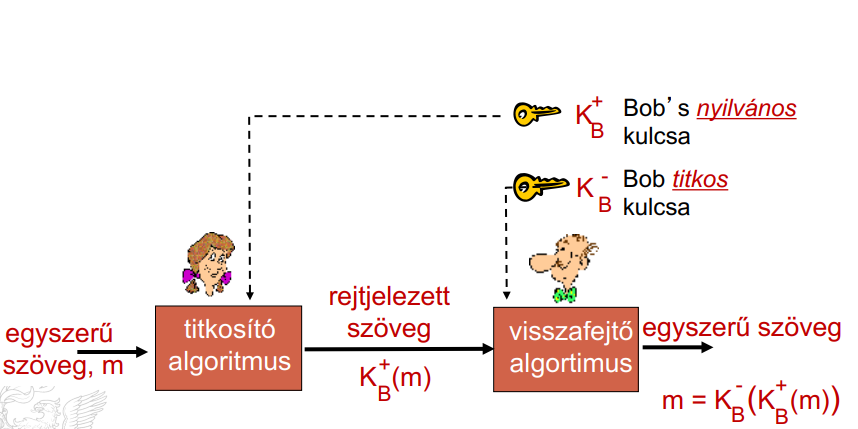 K_B^+ Bob's nyilvános
kulcsa
K_B^- Bob titkos
kulcsa
egyszerű
szöveg, m
titkosító
algoritmus
rejtjelezett
szöveg
K_B^+(m)
visszafejtő
algortimus
egyszerű szöveg
m = K_B^-(K_B^+(m))